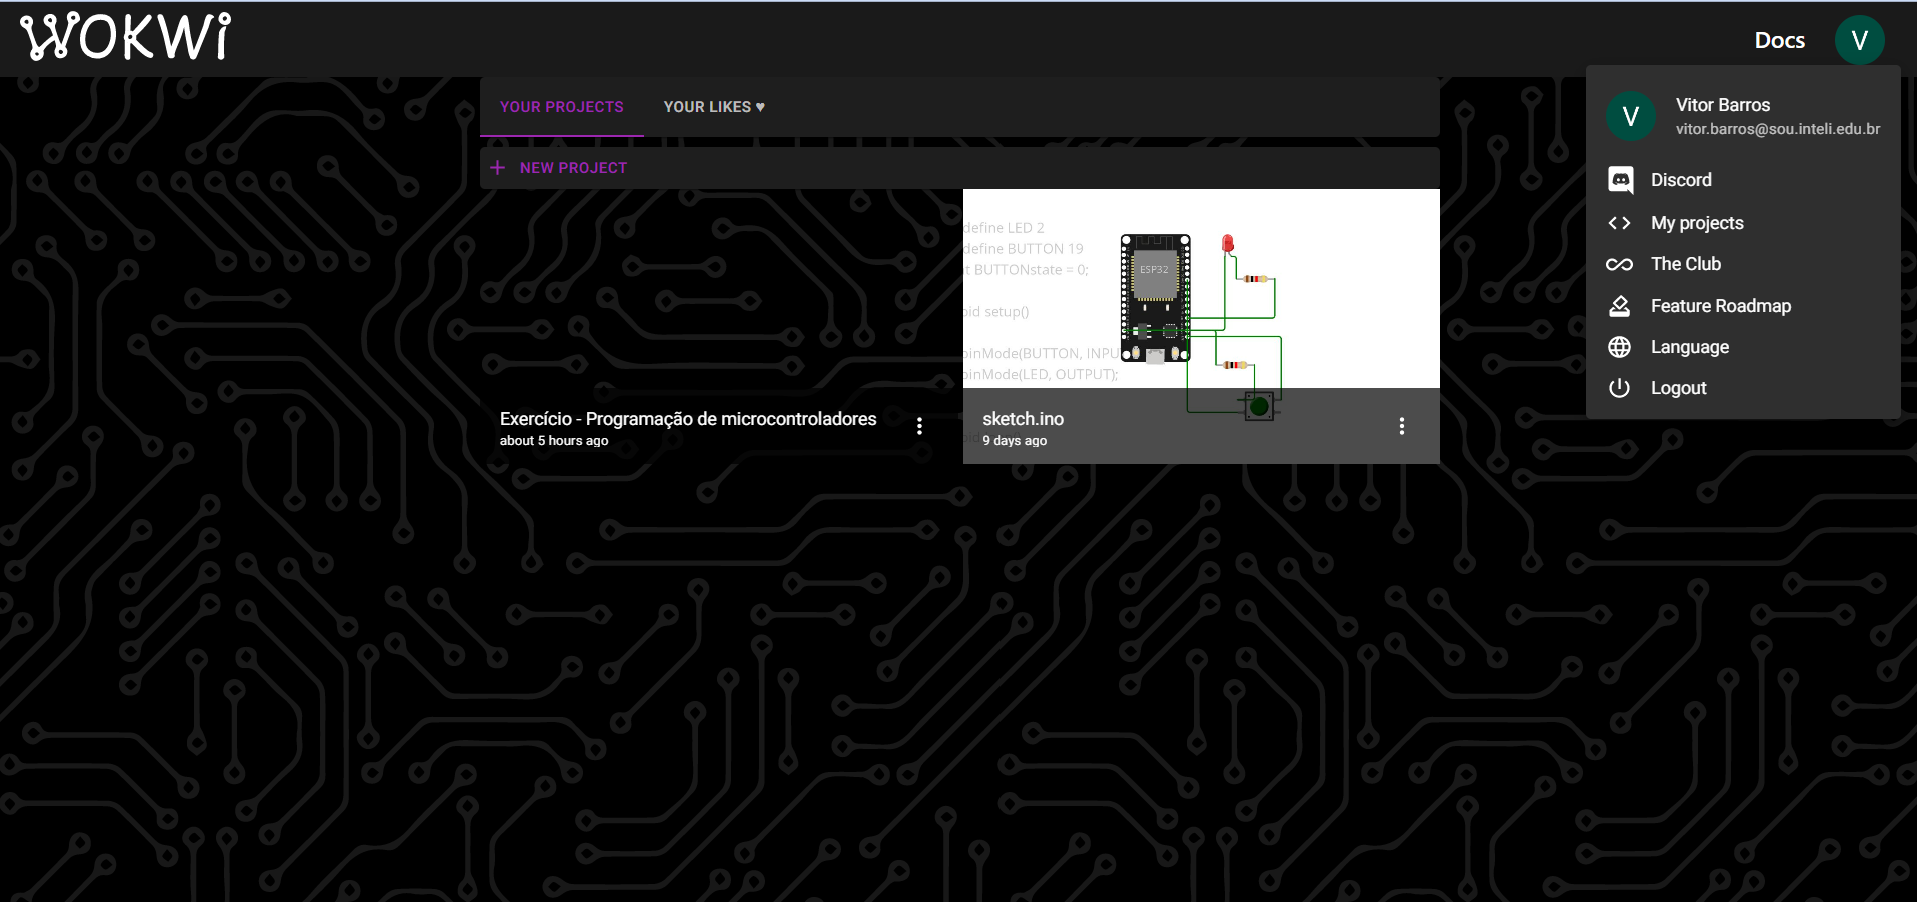 WOKWi
Docs
V
YOUR PROJECTS
YOUR LIKES ♥
NEW PROJECT
V
Vitor Barros
vitor.barros@sou.inteli.edu.br
Discord
My projects
The Club
Feature Roadmap
Language
Logout
Exercício - Programação de microcontroladores
about 5 hours ago
define LED 2
define BUTTON 19
t BUTTONstate = 0;
id setup()
pinMode(BUTTON, INPU
pinMode(LED, OUTPUT);
ESP32
sketch.ino
9 days ago